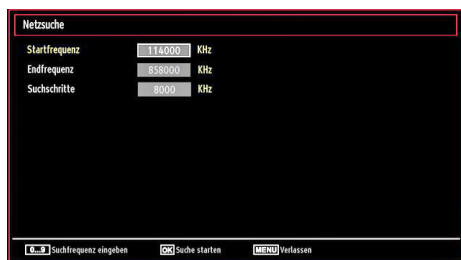 Netzsuche
Startfrequenz 114000 KHz
Endfrequenz 858000 KHz
Suchschritte 8000 KHz
0...9 Suchfrequenz eingeben OK Suche starten MENU Verlassen